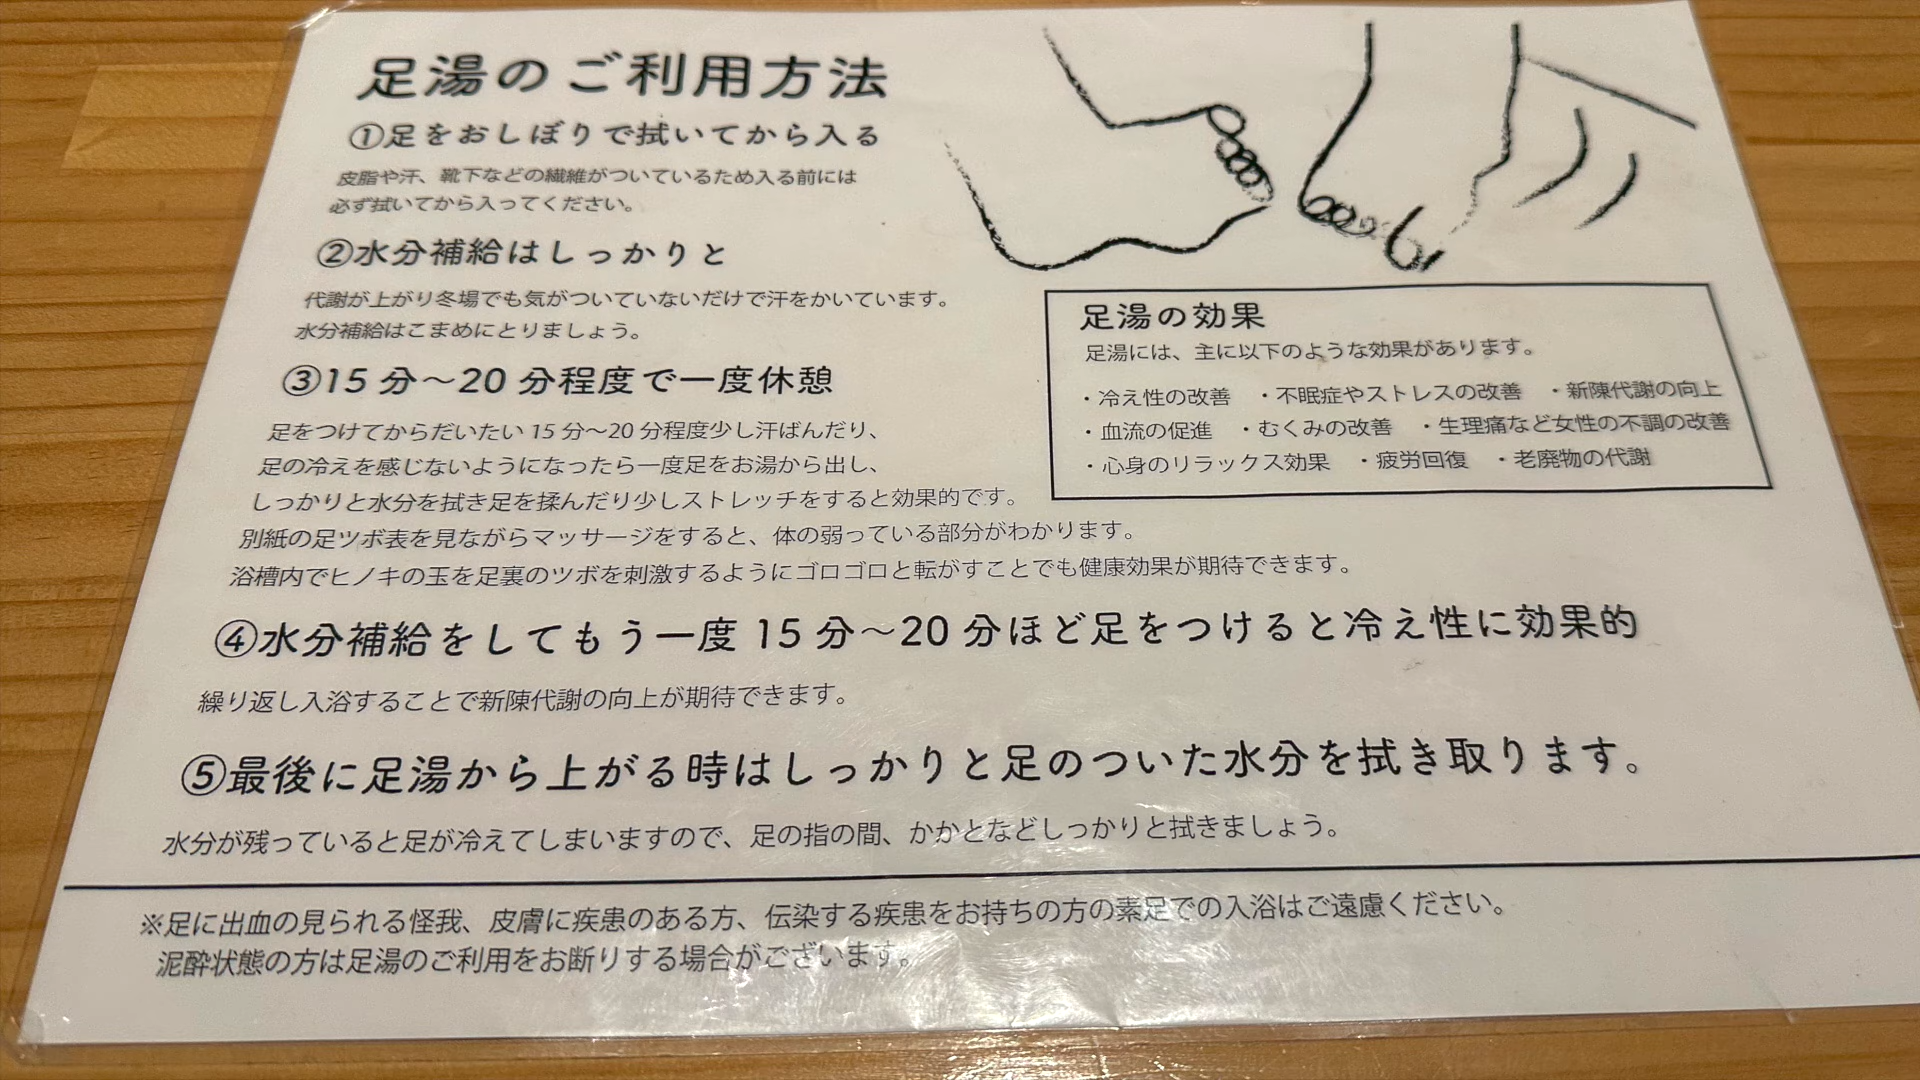 足湯のご利用方法
①足をおしぼりで拭いてから入る
皮脂や汗、靴下などの繊維がついているため入る前には
必ず拭いてから入ってください。
②水分補給はしっかりと
代謝が上がり冬場でも気がついていないだけで汗をかいています。
水分補給はこまめにとりましょう。
③15分～20分程度で一度休憩
足をつけてからだいたい15分～20分程度少し汗ばんだり、
足の冷えを感じないようになったら一度足をお湯から出し、
しっかりと水分を拭き足を揉んだり少しストレッチをすると効果的です。
別紙の足ツボ表を見ながらマッサージをすると、体の弱っている部分がわかります。
浴槽内でヒノキの玉を足裏のツボを刺激するようにゴロゴロと転がすことでも健康効果が期待できます。
④水分補給をしてもう一度15分～20分ほど足をつけると冷え性に効果的
繰り返し入浴することで新陳代謝の向上が期待できます。
⑤最後に足湯から上がる時はしっかりと足のついた水分を拭き取ります。
水分が残っていると足が冷えてしまいますので、足の指の間、かかとなどしっかりと拭きましょう。
足湯の効果
足湯には、主に以下のような効果があります。
・冷え性の改善　・不眠症やストレスの改善　・新陳代謝の向上
・血流の促進　・むくみの改善　・生理痛など女性の不調の改善
・心身のリラックス効果　・疲労回復　・老廃物の代謝
※足に出血の見られる怪我、皮膚に疾患のある方、伝染する疾患をお持ちの方の素足での入浴はご遠慮ください。
泥酔状態の方は足湯のご利用をお断りする場合がございます。